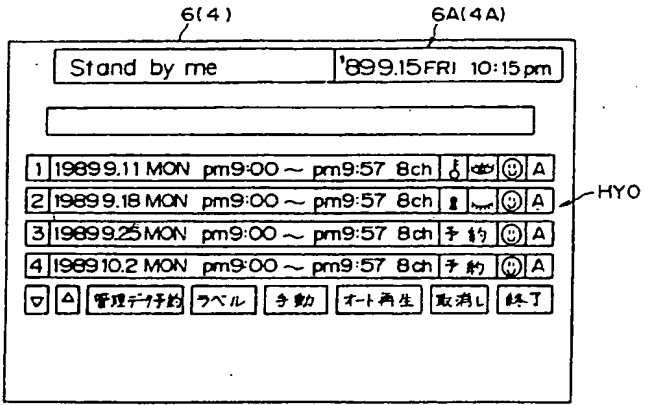 6(4) 6A(4A)
Stand by me '89 9.15 FRI 10:15pm
1 1989 9.11 MON pm9:00 ~ pm9:57 8ch A
2 1989 9.18 MON pm9:00 ~ pm9:57 8ch A
HYO
3 1989 9.25 MON pm9:00 ~ pm9:57 8ch 予約 A
4 1989 10.2 MON pm9:00 ~ pm9:57 8ch 予約 A
▽ △ 管理データ予約 ラベル 手動 オート再生 取消し 終了